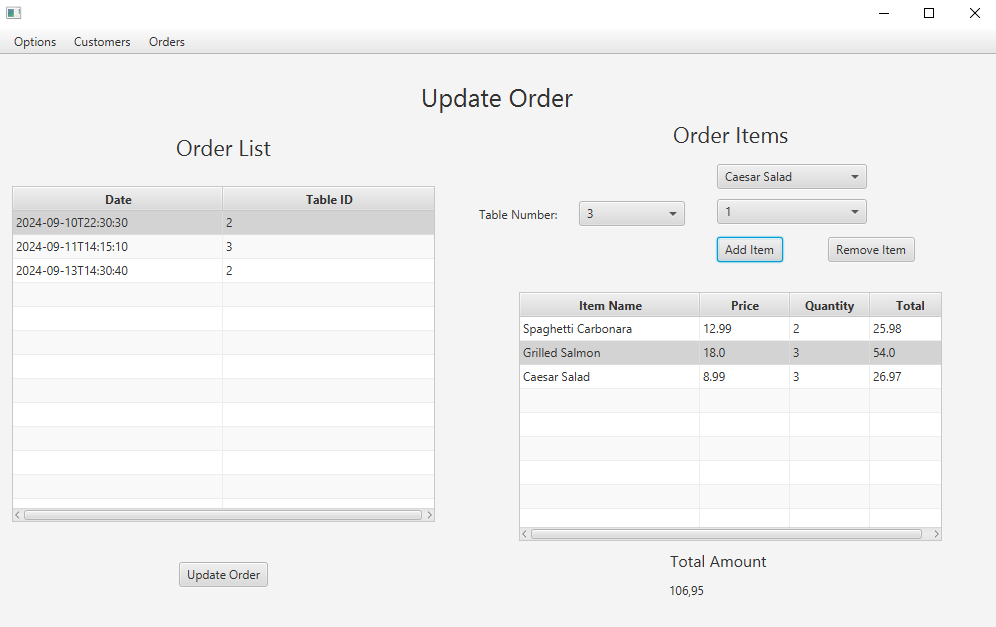 Options Customers Orders
Update Order
Order List
Date Table ID
2024-09-10T22:30:30 2
2024-09-11T14:15:10 3
2024-09-13T14:30:40 2
Update Order
Order Items
Caesar Salad
Table Number: 3
1
Add Item Remove Item
Item Name Price Quantity Total
Spaghetti Carbonara 12.99 2 25.98
Grilled Salmon 18.0 3 54.0
Caesar Salad 8.99 3 26.97
Total Amount
106,95